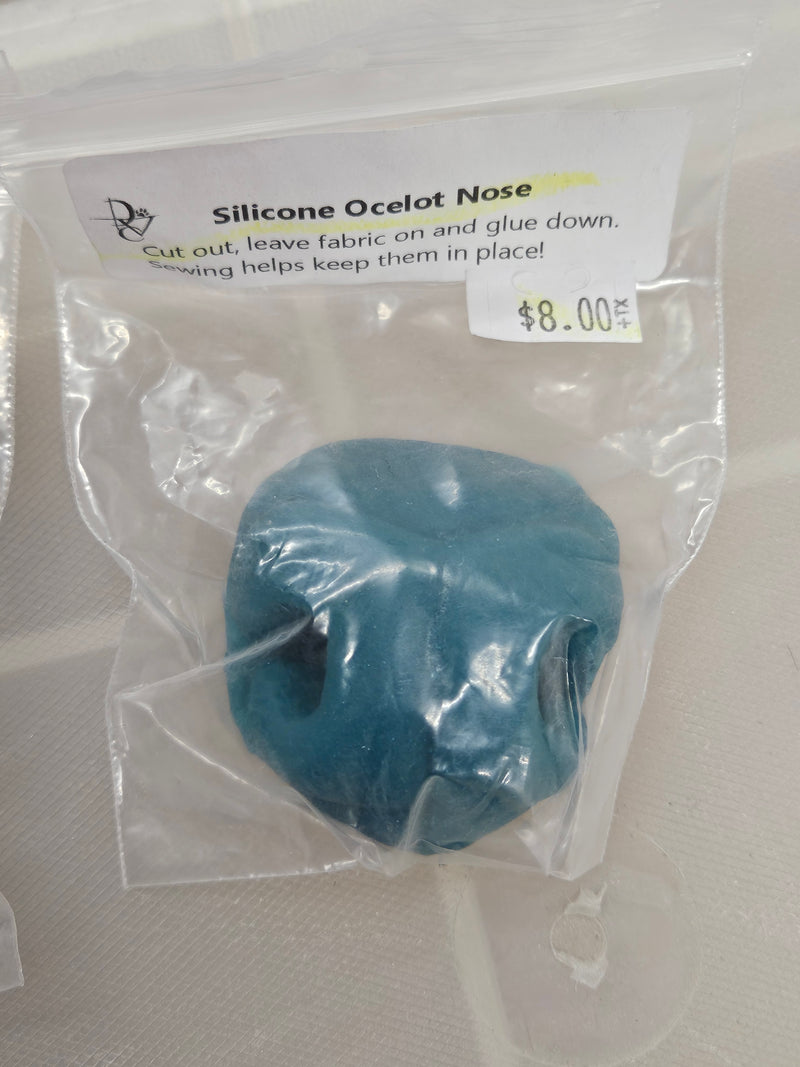 Silicone Ocelot Nose
Cut out, leave fabric on and glue down.
Sewing helps keep them in place!
$8.00+TX